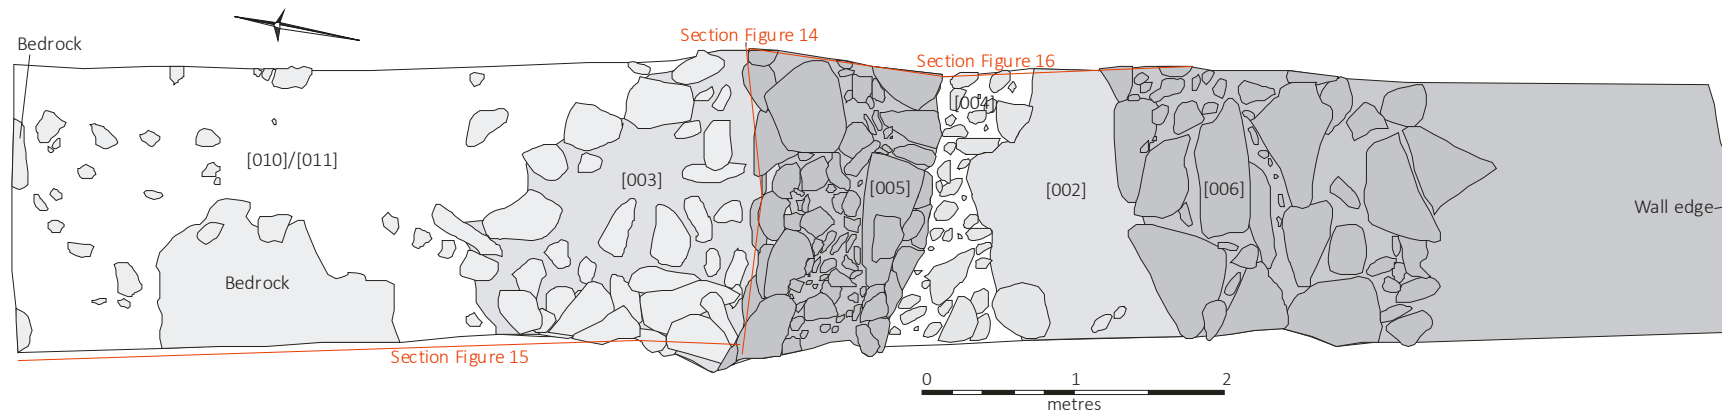 Bedrock
Section Figure 14
Section Figure 16
[004]
[010]/[011]
[003]
[005]
[002]
[006]
Wall edge
Bedrock
Section Figure 15
0 1 2
metres